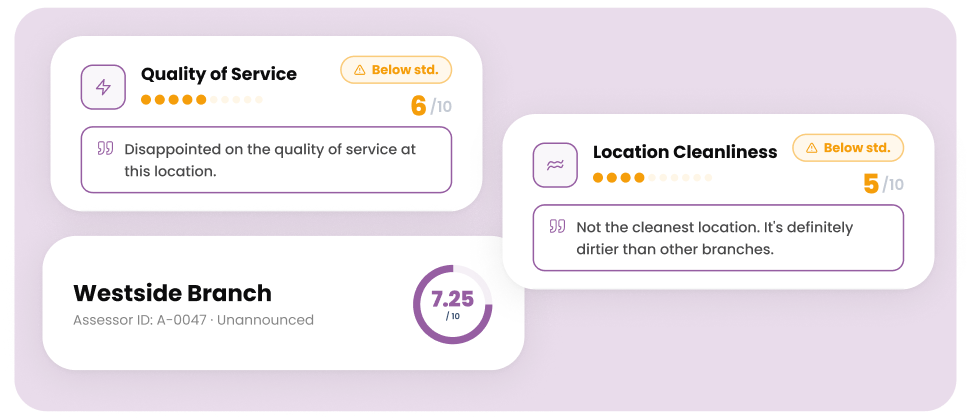 Quality of Service
Below std.
6 /10
Disappointed on the quality of service at
this location.
Location Cleanliness
Below std.
5 /10
Not the cleanest location. It's definitely
dirtier than other branches.
Westside Branch
Assessor ID: A-0047 · Unannounced
7.25
/ 10